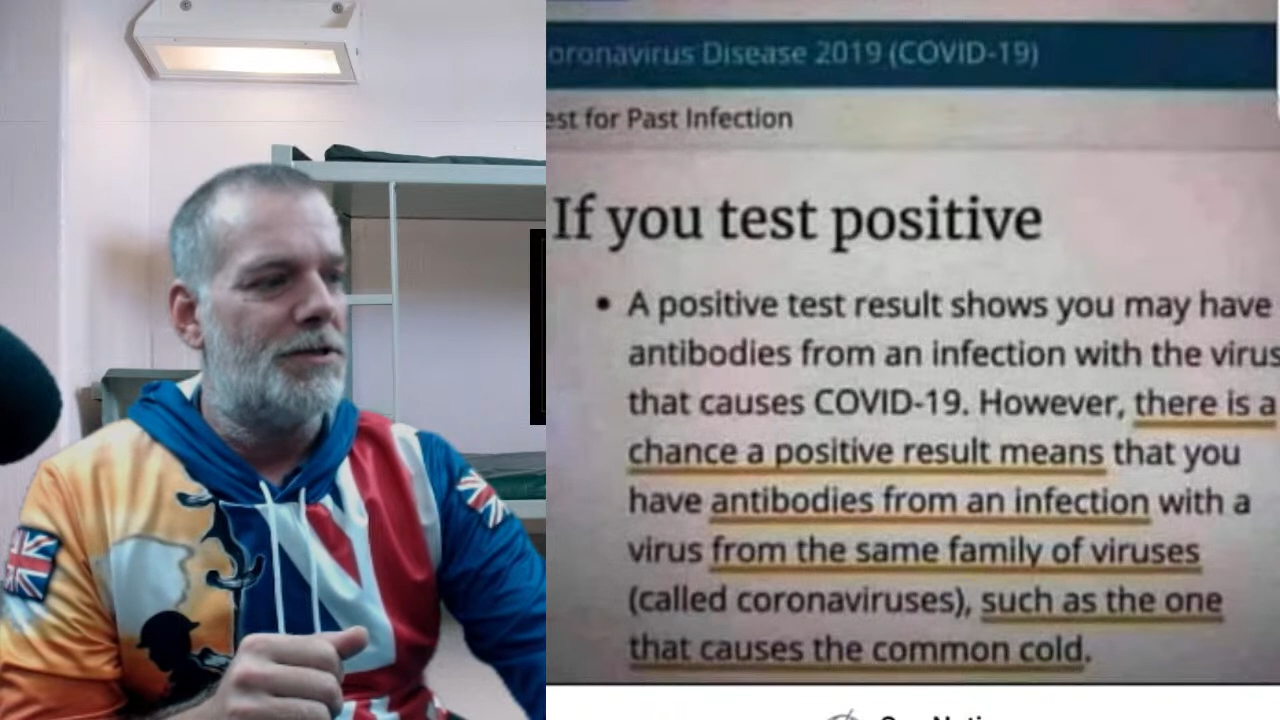 oronavirus Disease 2019 (COVID-19)
est for Past Infection
If you test positive
• A positive test result shows you may have
antibodies from an infection with the virus
that causes COVID-19. However, there is a
chance a positive result means that you
have antibodies from an infection with a
virus from the same family of viruses
(called coronaviruses), such as the one
that causes the common cold.